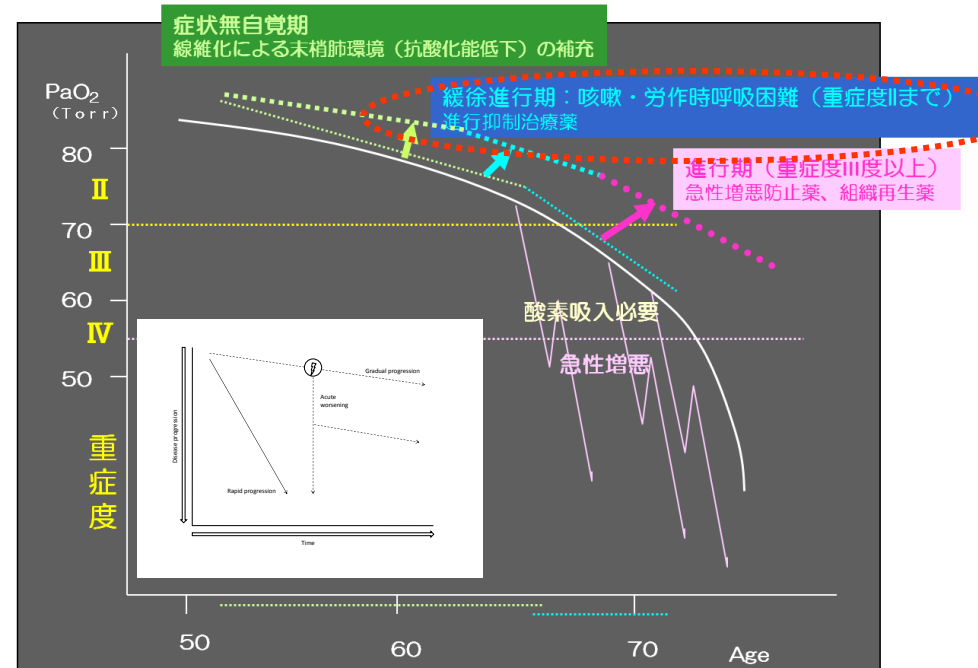 症状無自覚期
線維化による末梢肺環境（抗酸化能低下）の補充
PaO2
（Torr）
緩徐進行期：咳嗽・労作時呼吸困難（重症度Ⅱまで）
進行抑制治療薬
80
進行期（重症度Ⅲ度以上）
急性増悪防止薬、組織再生薬
Ⅱ
70
Ⅲ
60
酸素吸入必要
Ⅳ
急性増悪
50
Gradual progression
Acute
worsening
Disease progression
Rapid progression
Time
重症度
50
60
70
Age